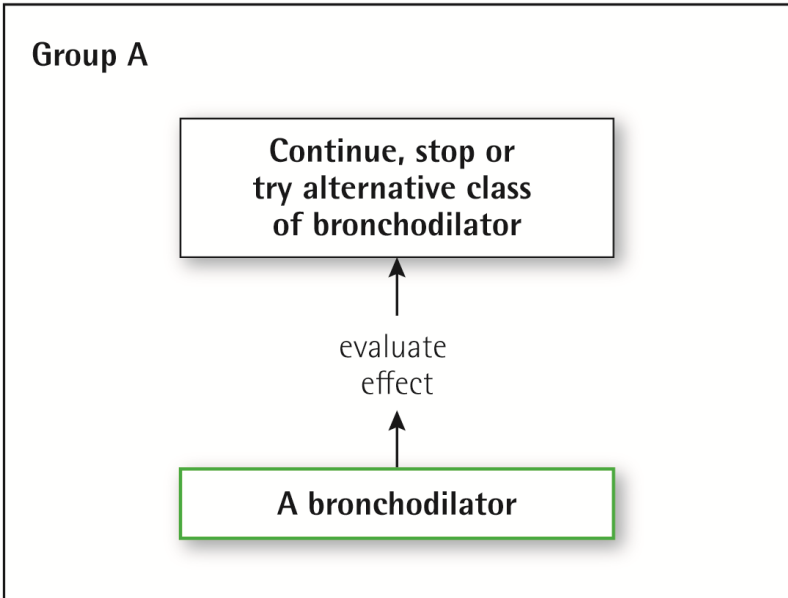 Group A
Continue, stop or
try alternative class
of bronchodilator
evaluate
effect
A bronchodilator